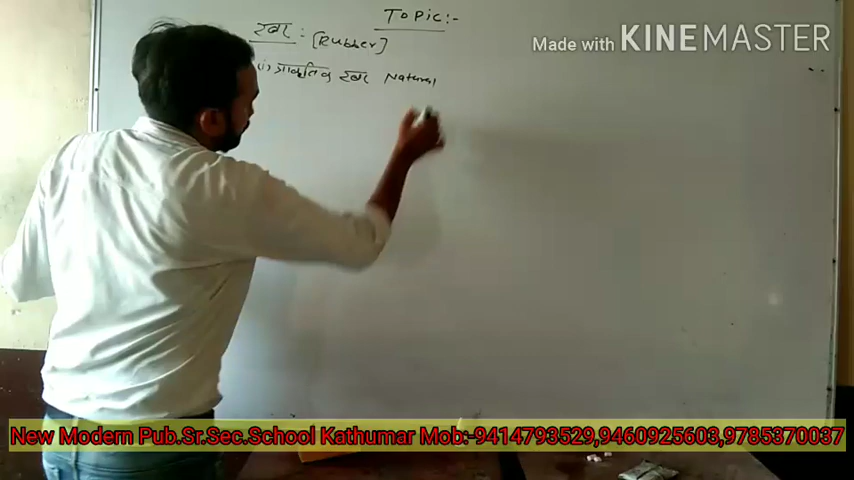 Topic:-
रबर : [Rubber]
(i) प्राकृतिक रबर Natural
Made with KINEMASTER
New Modern Pub.Sr.Sec.School Kathumar Mob:-9414793529,9460925603,9785370037